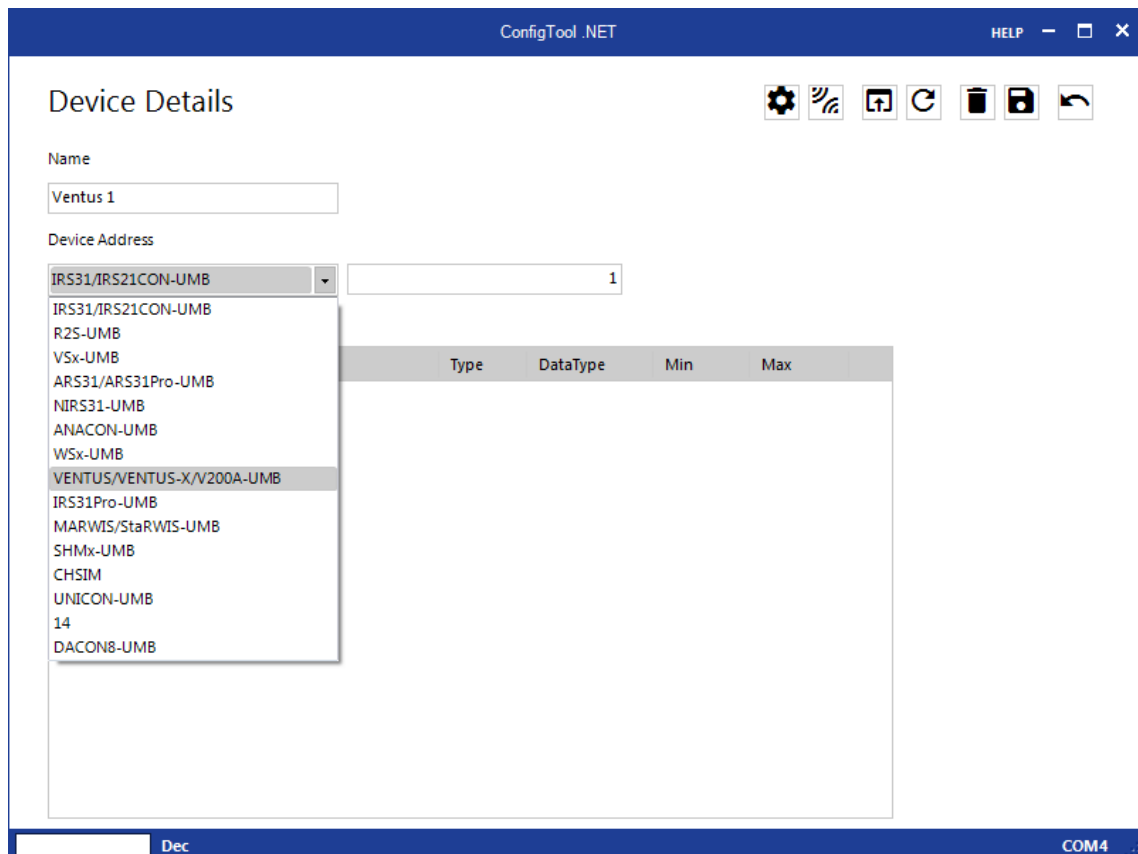 ConfigTool .NET
HELP
Device Details
Name
Ventus 1
Device Address
IRS31/IRS21CON-UMB 1
IRS31/IRS21CON-UMB
R2S-UMB
VSx-UMB
Type DataType Min Max
ARS31/ARS31Pro-UMB
NIRS31-UMB
ANACON-UMB
WSx-UMB
VENTUS/VENTUS-X/V200A-UMB
IRS31Pro-UMB
MARWIS/StaRWIS-UMB
SHMx-UMB
CHSIM
UNICON-UMB
14
DACON8-UMB
Dec COM4